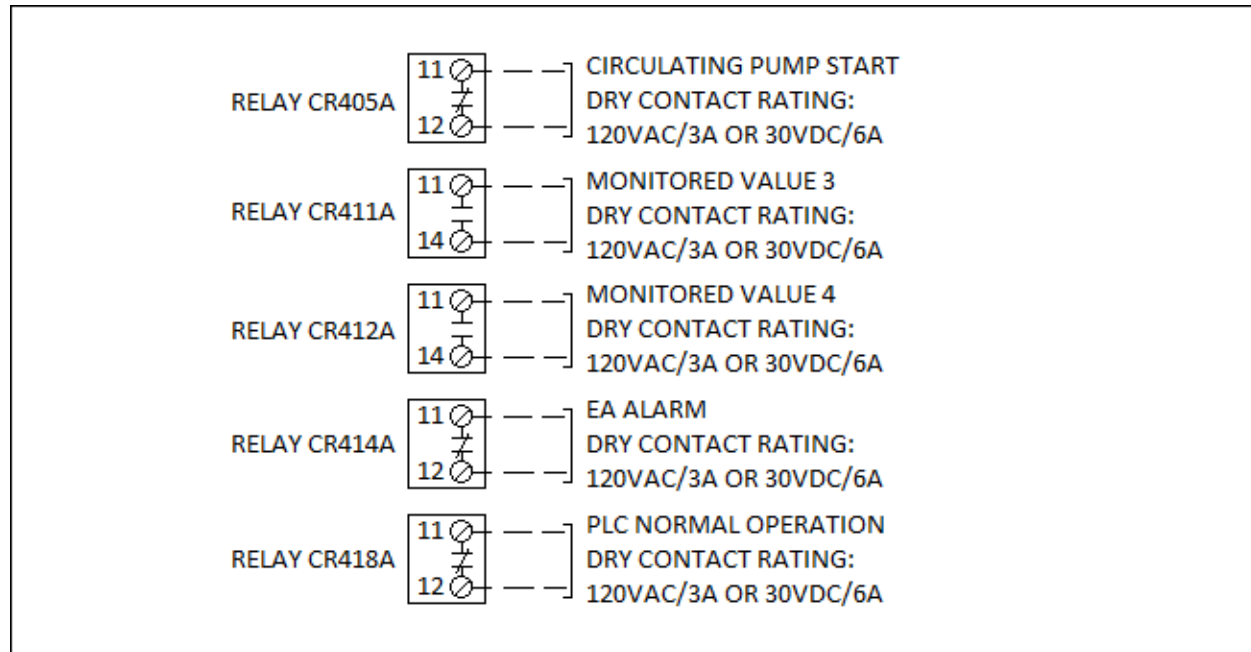 11
CIRCULATING PUMP START
RELAY CR405A
DRY CONTACT RATING:
12
120VAC/3A OR 30VDC/6A
11
MONITORED VALUE 3
RELAY CR411A
DRY CONTACT RATING:
14
120VAC/3A OR 30VDC/6A
11
MONITORED VALUE 4
RELAY CR412A
DRY CONTACT RATING:
14
120VAC/3A OR 30VDC/6A
11
EA ALARM
RELAY CR414A
DRY CONTACT RATING:
12
120VAC/3A OR 30VDC/6A
11
PLC NORMAL OPERATION
RELAY CR418A
DRY CONTACT RATING:
12
120VAC/3A OR 30VDC/6A